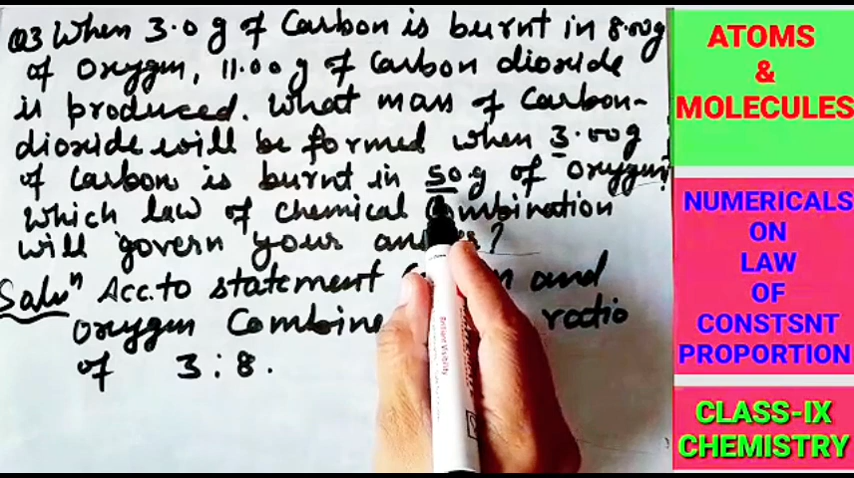 Q3 When 3.0 g of Carbon is burnt in 8.00g
of Oxygen, 11.00 g of Carbon dioxide
is produced. What mass of Carbon-
dioxide will be formed when 3.00g
of Carbon is burnt in 50 g of Oxygen?
Which law of Chemical Combination
will govern your answer?
Soluⁿ Acc. to statement and
Oxygen Combine ratio
of 3:8.
ATOMS
&
MOLECULES
NUMERICALS
ON
LAW
OF
CONSTSNT
PROPORTION
CLASS-IX
CHEMISTRY